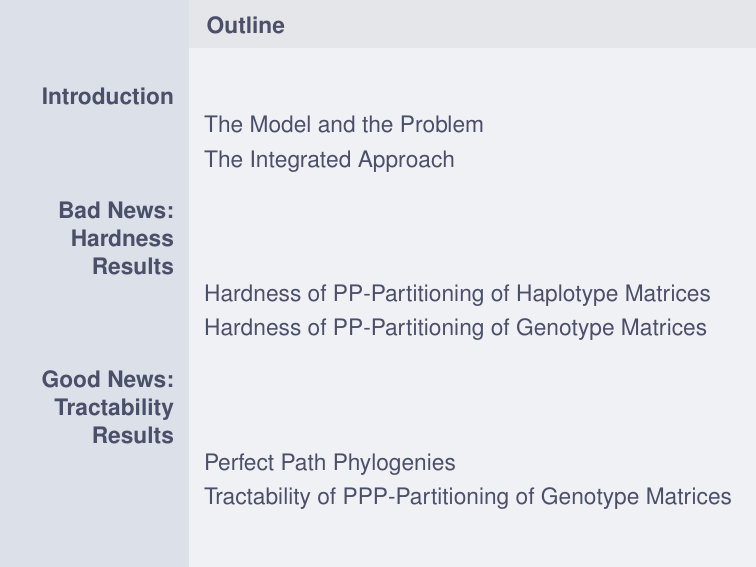 Outline
Introduction
The Model and the Problem
The Integrated Approach
Bad News:
Hardness
Results
Hardness of PP-Partitioning of Haplotype Matrices
Hardness of PP-Partitioning of Genotype Matrices
Good News:
Tractability
Results
Perfect Path Phylogenies
Tractability of PPP-Partitioning of Genotype Matrices